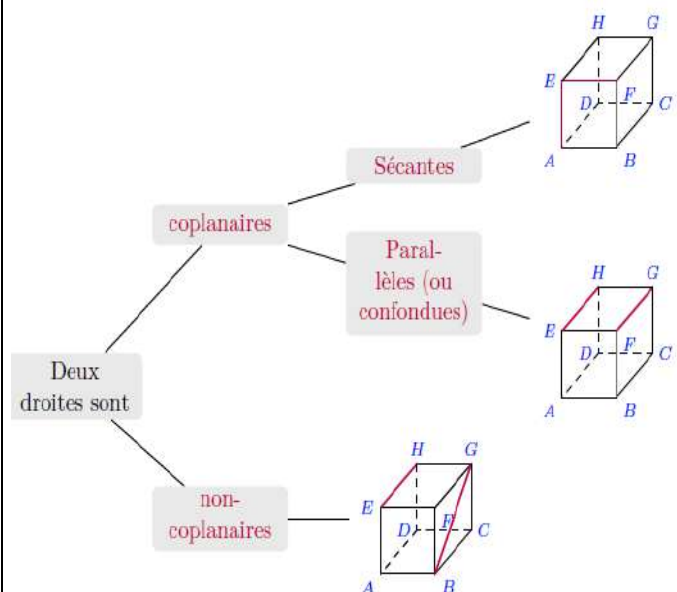 H G
E
D F C
A B
Sécantes
coplanaires
Paral-
lèles (ou
confondues)
H G
E
D F C
A B
Deux
droites sont
H G
E
D F C
A B
non-
coplanaires